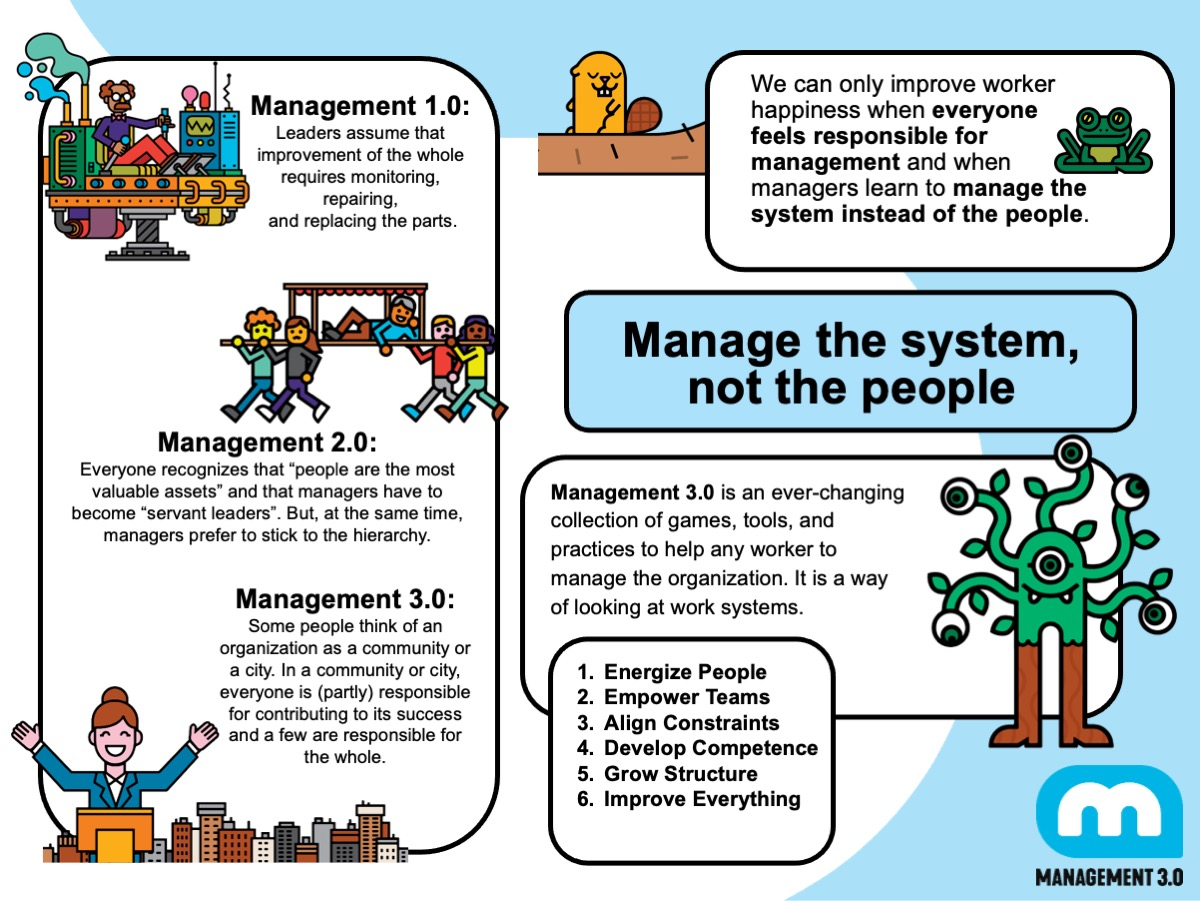 Management 1.0:
Leaders assume that
improvement of the whole
requires monitoring,
repairing,
and replacing the parts.
Management 2.0:
Everyone recognizes that “people are the most
valuable assets” and that managers have to
become “servant leaders”. But, at the same time,
managers prefer to stick to the hierarchy.
Management 3.0:
Some people think of an
organization as a community or
a city. In a community or city,
everyone is (partly) responsible
for contributing to its success
and a few are responsible for
the whole.
We can only improve worker
happiness when everyone
feels responsible for
management and when
managers learn to manage the
system instead of the people.
Manage the system,
not the people
Management 3.0 is an ever-changing
collection of games, tools, and
practices to help any worker to
manage the organization. It is a way
of looking at work systems.
1. Energize People
2. Empower Teams
3. Align Constraints
4. Develop Competence
5. Grow Structure
6. Improve Everything
m
MANAGEMENT 3.0